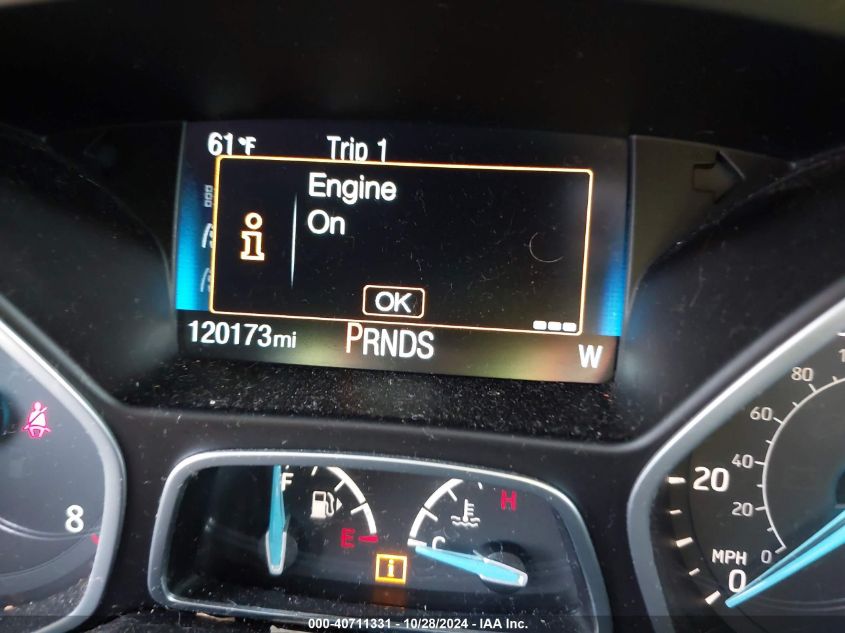 61°F Trip 1
Engine
On
i
OK
120173mi PRNDS W
80
60
40
20
20
0
MPH 0
8
F E
C H
i
000-40711331 - 10/28/2024 - IAA Inc.